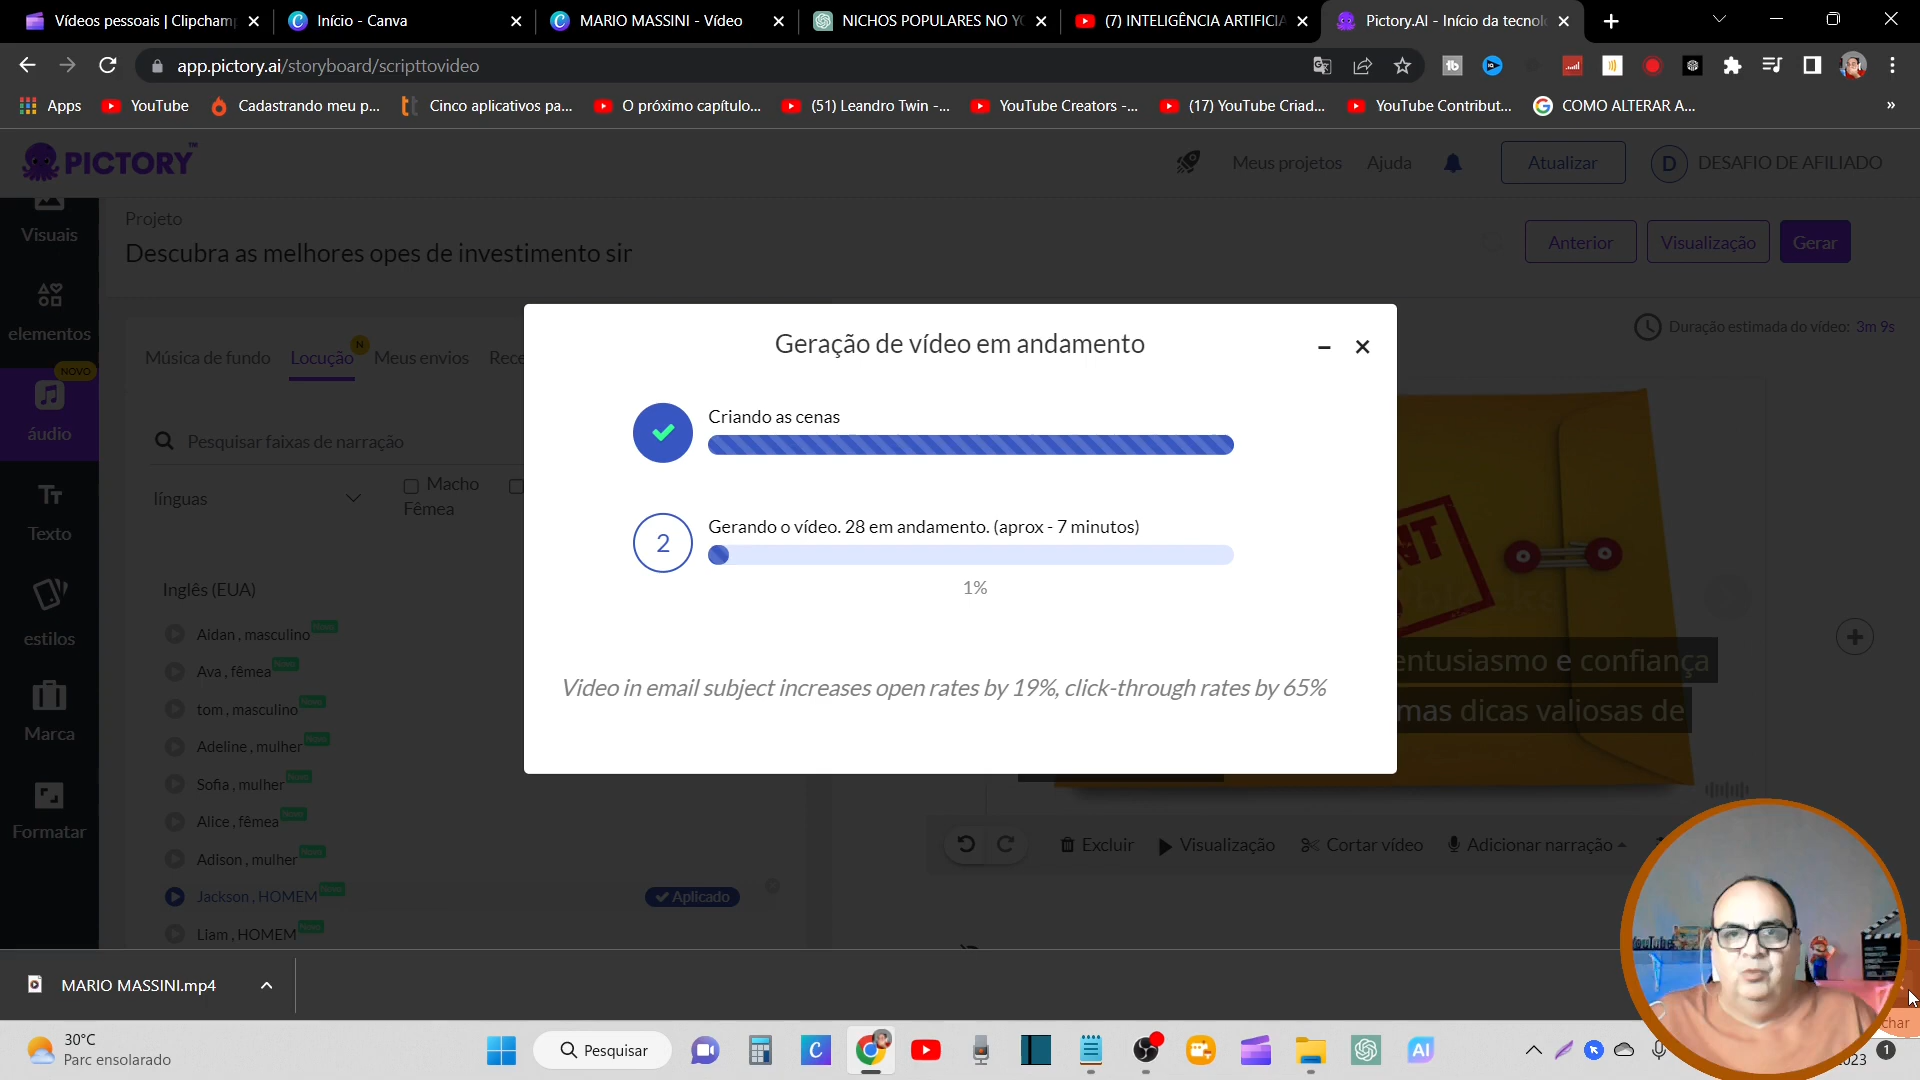 Vídeos pessoais | Clipcham
Início - Canva
MARIO MASSINI - Vídeo
NICHOS POPULARES NO YO
(7) INTELIGÊNCIA ARTIFICIA
Pictory.AI - Início da tecnol
app.pictory.ai/storyboard/scripttovideo
Apps
YouTube
Cadastrando meu p...
Cinco aplicativos pa...
O próximo capítulo...
(51) Leandro Twin -...
YouTube Creators -...
(17) YouTube Criad...
YouTube Contribut...
COMO ALTERAR A...
PICTORY
Meus projetos
Ajuda
Atualizar
D
DESAFIO DE AFILIADO
Visuais
Projeto
Descubra as melhores opes de investimento sir
Anterior
Visualização
Gerar
elementos
Duração estimada do vídeo: 3m 9s
Música de fundo
Locução
N
Meus envios
Rece
Geração de vídeo em andamento
NOVO
áudio
Pesquisar faixas de narração
Criando as cenas
línguas
Macho
Fêmea
Texto
2
Gerando o vídeo. 28 em andamento. (aprox - 7 minutos)
1%
Inglês (EUA)
Aidan , masculino
Ava , fêmea
estilos
entusiasmo e confiança
Video in email subject increases open rates by 19%, click-through rates by 65%
mas dicas valiosas de
tom , masculino
Marca
Adeline , mulher
Sofia , mulher
Alice , fêmea
Formatar
Adison , mulher
Excluir
Visualização
Cortar vídeo
Adicionar narração
Jackson , HOMEM
Aplicado
Liam , HOMEM
YouTube
MARIO MASSINI.mp4
char
30°C
Parc ensolarado
Pesquisar
AI
2023
1